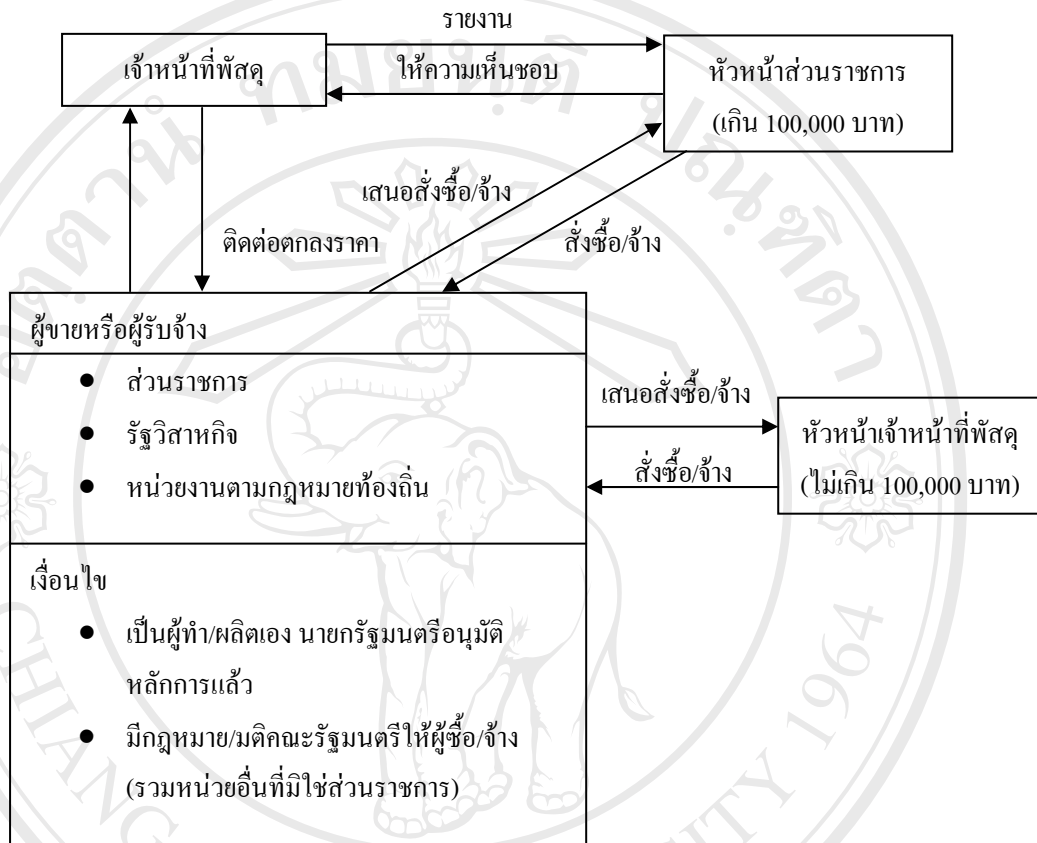 รายงาน
เจ้าหน้าที่พัสดุ
ให้ความเห็นชอบ
หัวหน้าส่วนราชการ
(เกิน 100,000 บาท)
เสนอสั่งซื้อ/จ้าง
ติดต่อตกลงราคา
สั่งซื้อ/จ้าง
ผู้ขายหรือผู้รับจ้าง
● ส่วนราชการ
● รัฐวิสาหกิจ
● หน่วยงานตามกฎหมายท้องถิ่น
เสนอสั่งซื้อ/จ้าง
สั่งซื้อ/จ้าง
หัวหน้าเจ้าหน้าที่พัสดุ
(ไม่เกิน 100,000 บาท)
เงื่อนไข
● เป็นผู้ทำ/ผลิตเอง นายกรัฐมนตรีอนุมัติ
หลักการแล้ว
● มีกฎหมาย/มติคณะรัฐมนตรีให้ผู้ซื้อ/จ้าง
(รวมหน่วยอื่นที่มิใช่ส่วนราชการ)
1964